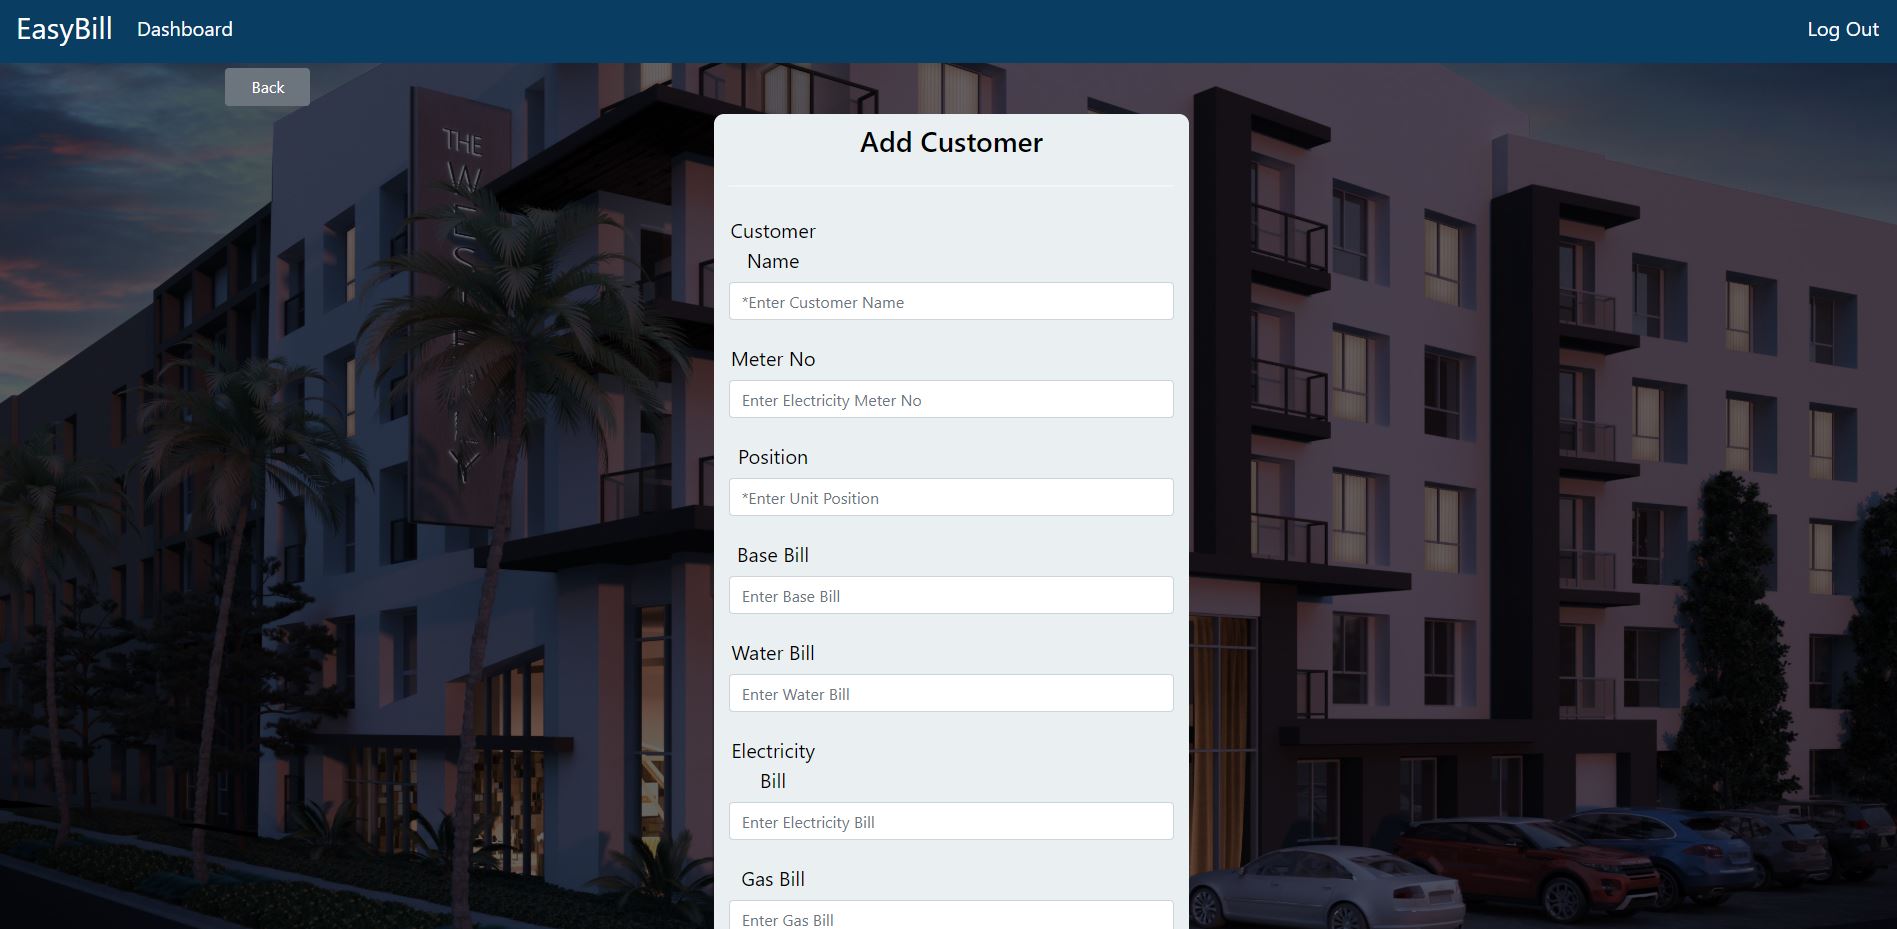 EasyBill Dashboard Log Out
Back
Add Customer
Customer
Name
*Enter Customer Name
Meter No
Enter Electricity Meter No
Position
*Enter Unit Position
Base Bill
Enter Base Bill
Water Bill
Enter Water Bill
Electricity
Bill
Enter Electricity Bill
Gas Bill
Enter Gas Bill
THE